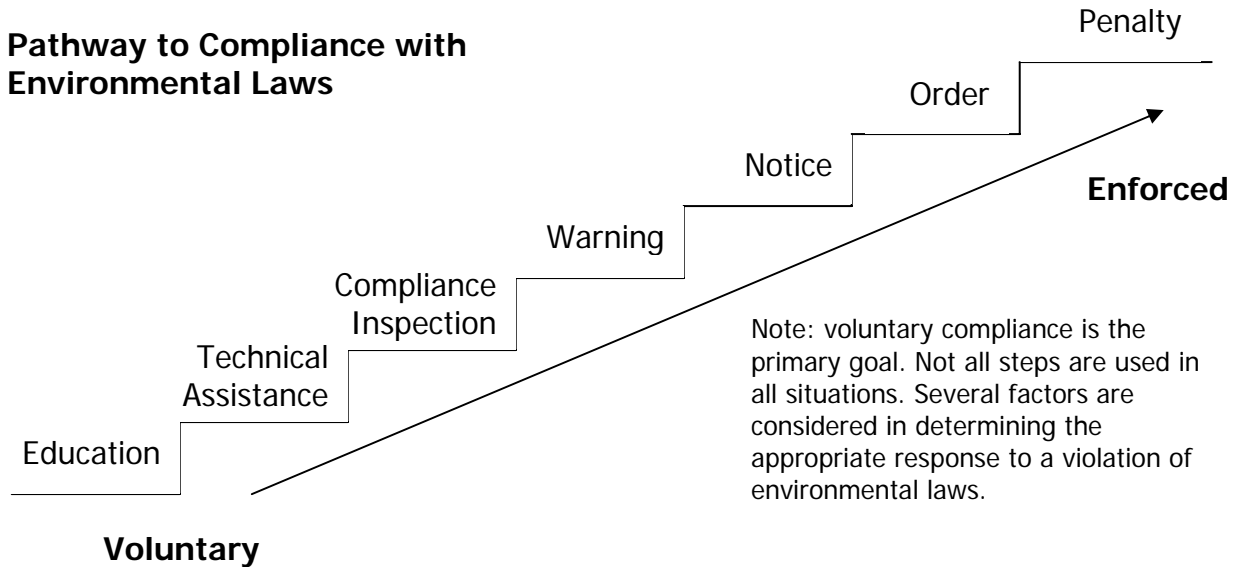 Pathway to Compliance with
Environmental Laws
Penalty
Order
Notice
Enforced
Warning
Compliance
Inspection
Technical
Assistance
Education
Voluntary
Note: voluntary compliance is the
primary goal. Not all steps are used in
all situations. Several factors are
considered in determining the
appropriate response to a violation of
environmental laws.